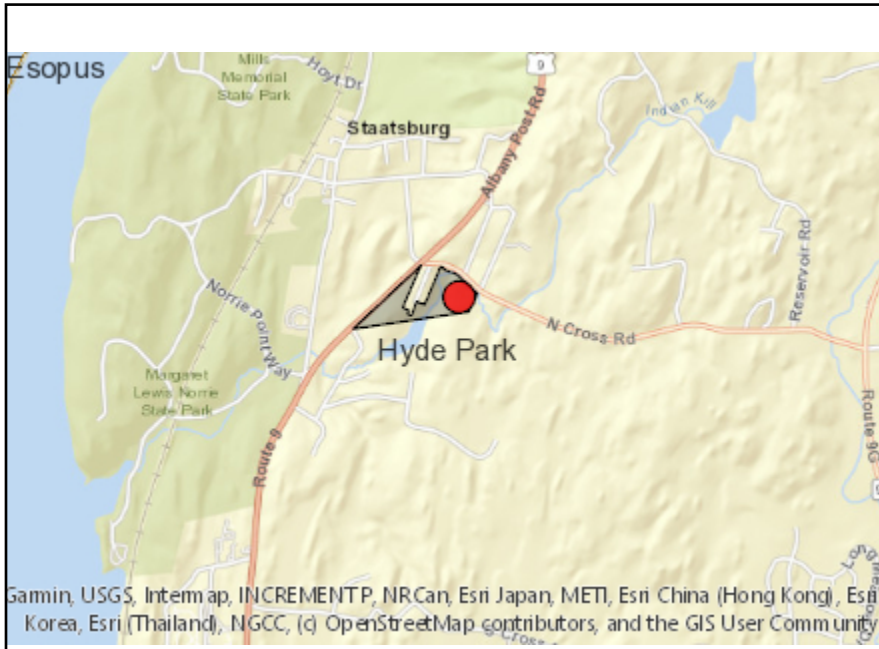 Esopus
Mills
Memorial
State Park
Hoyt Dr
9
Staatsburg
Albany Post Rd
Indian Kill
Norrie Point Way
Reservoir Rd
N Cross Rd
Hyde Park
Margaret
Lewis Norrie
State Park
Route 9
Route 9G
Long
S Cross
Garmin, USGS, Intermap, INCREMENT P, NRCan, Esri Japan, METI, Esri China (Hong Kong), Esri
Korea, Esri (Thailand), NGCC, (c) OpenStreetMap contributors, and the GIS User Community